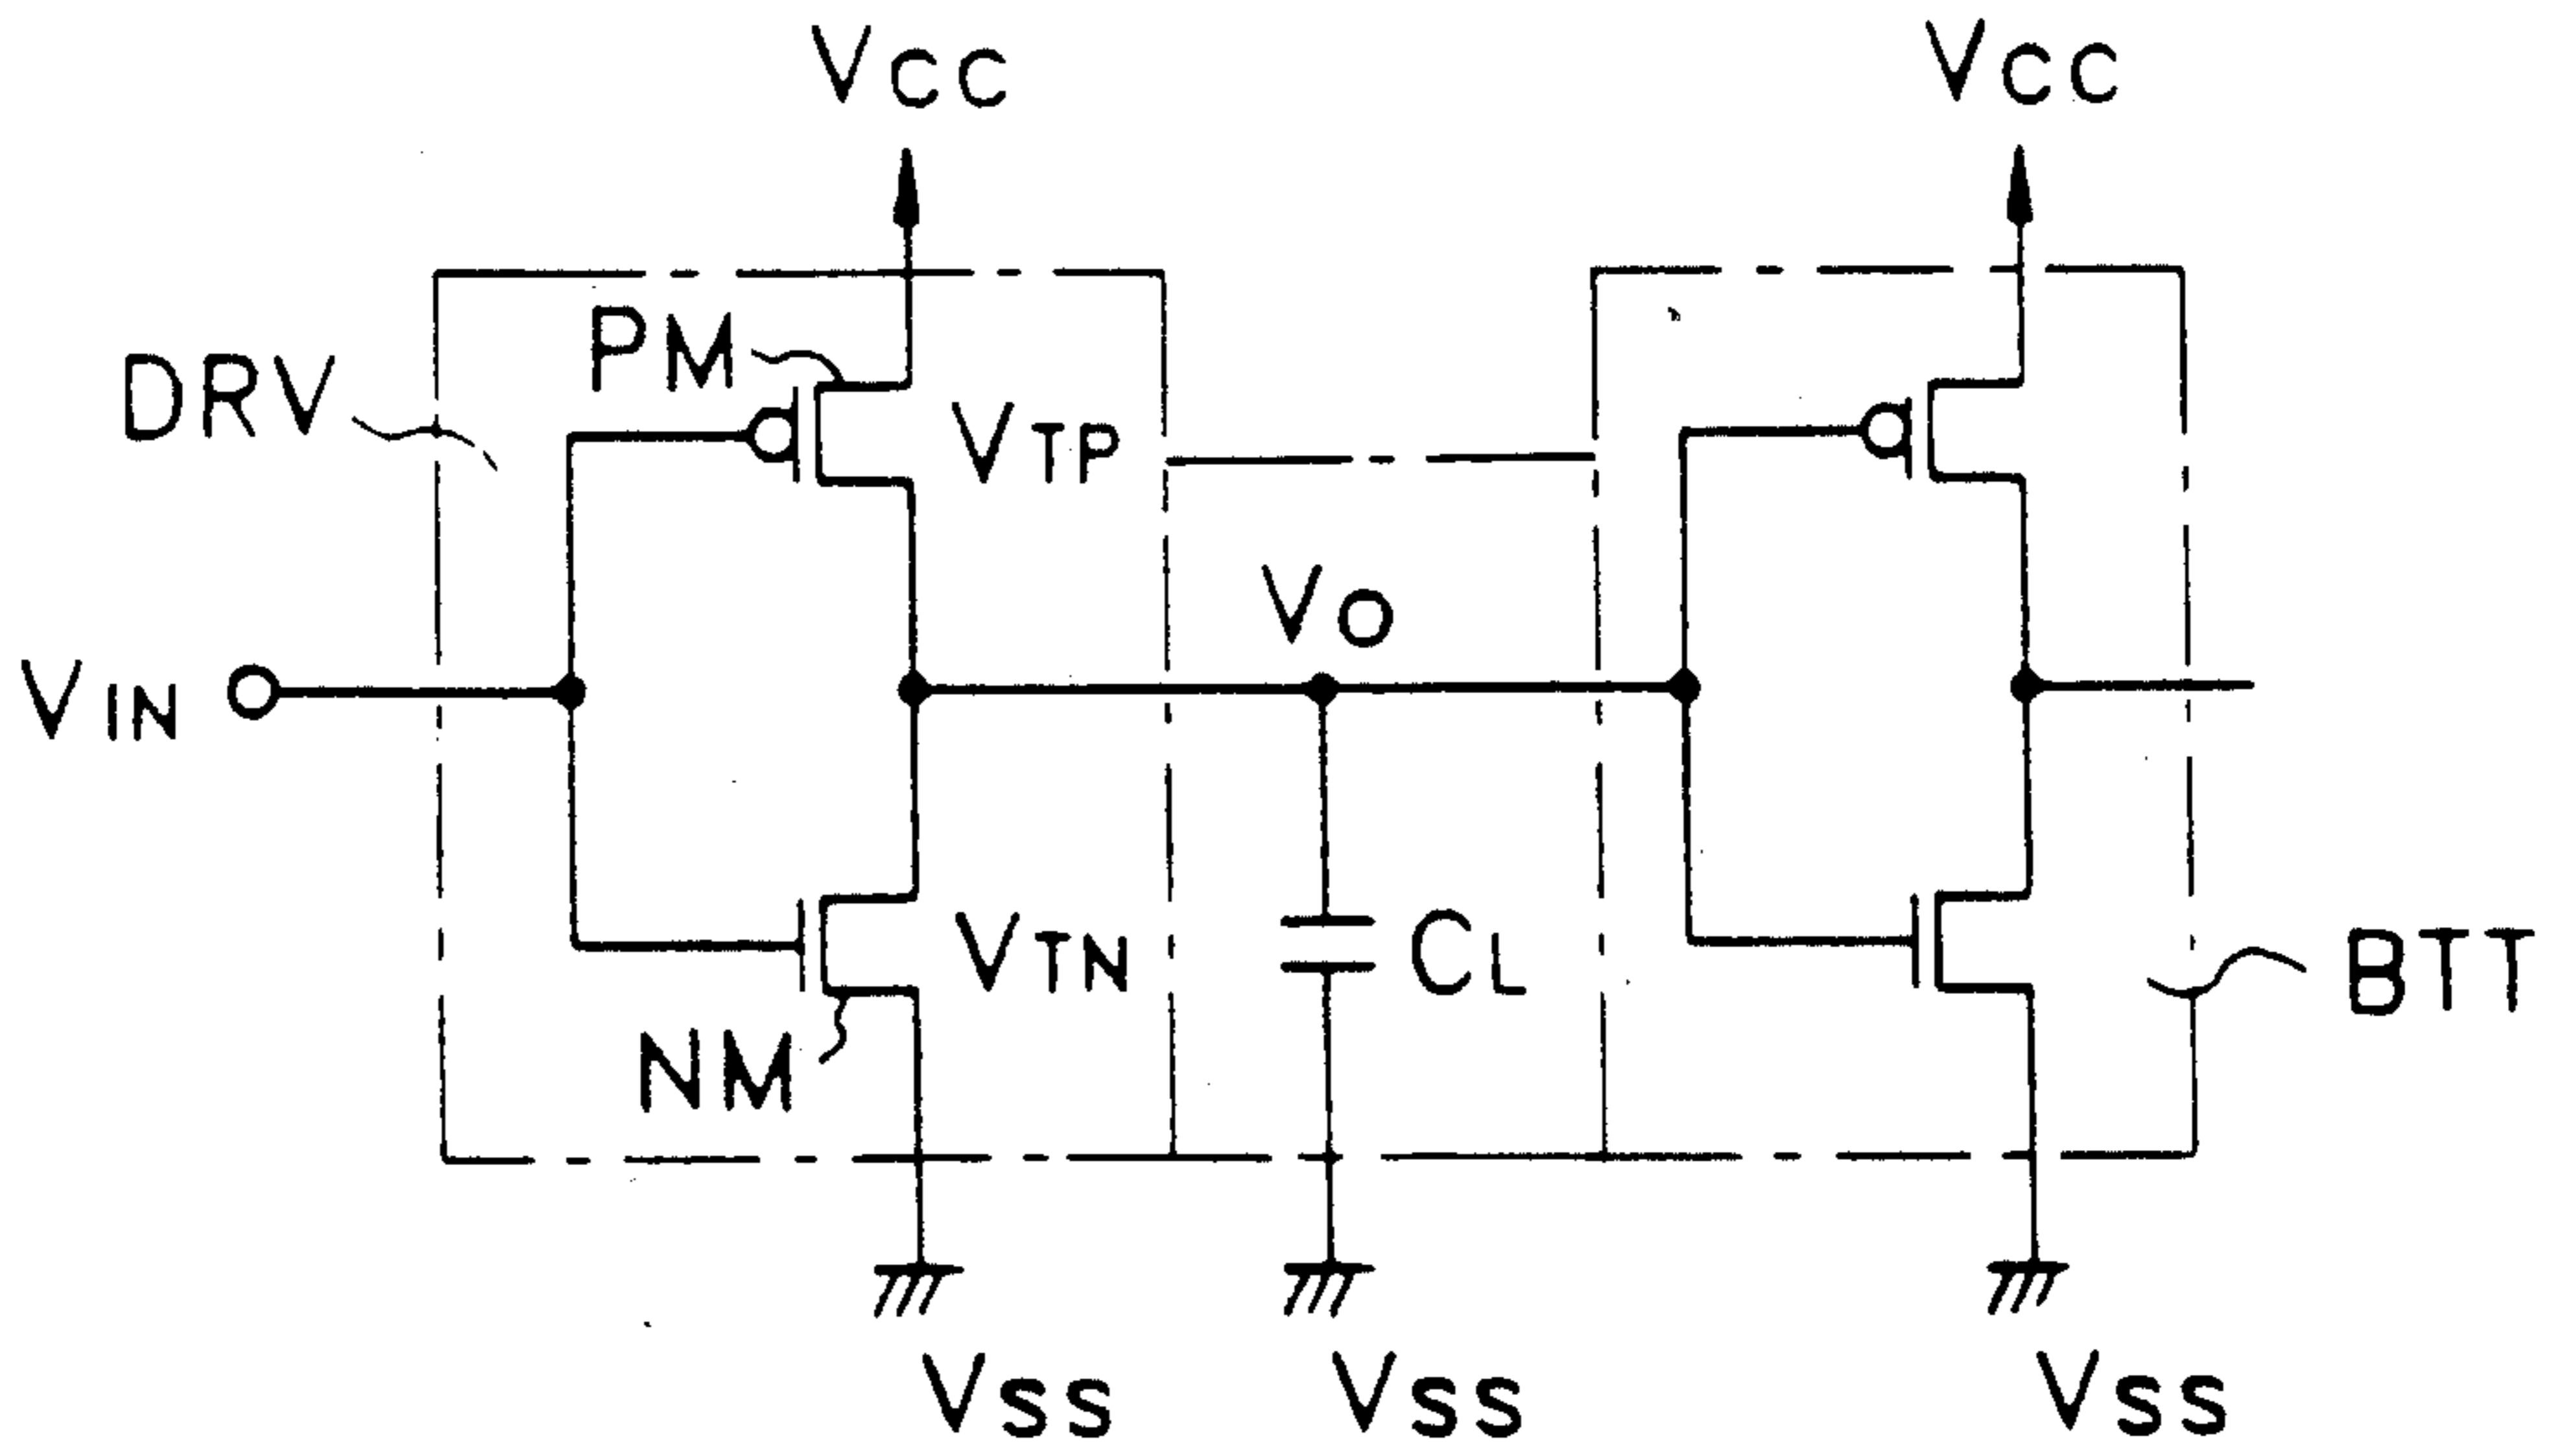 VCC
VCC
PM
DRV
VTP
VO
VIN
VTN
CL
BTT
NM
VSS
VSS
VSS